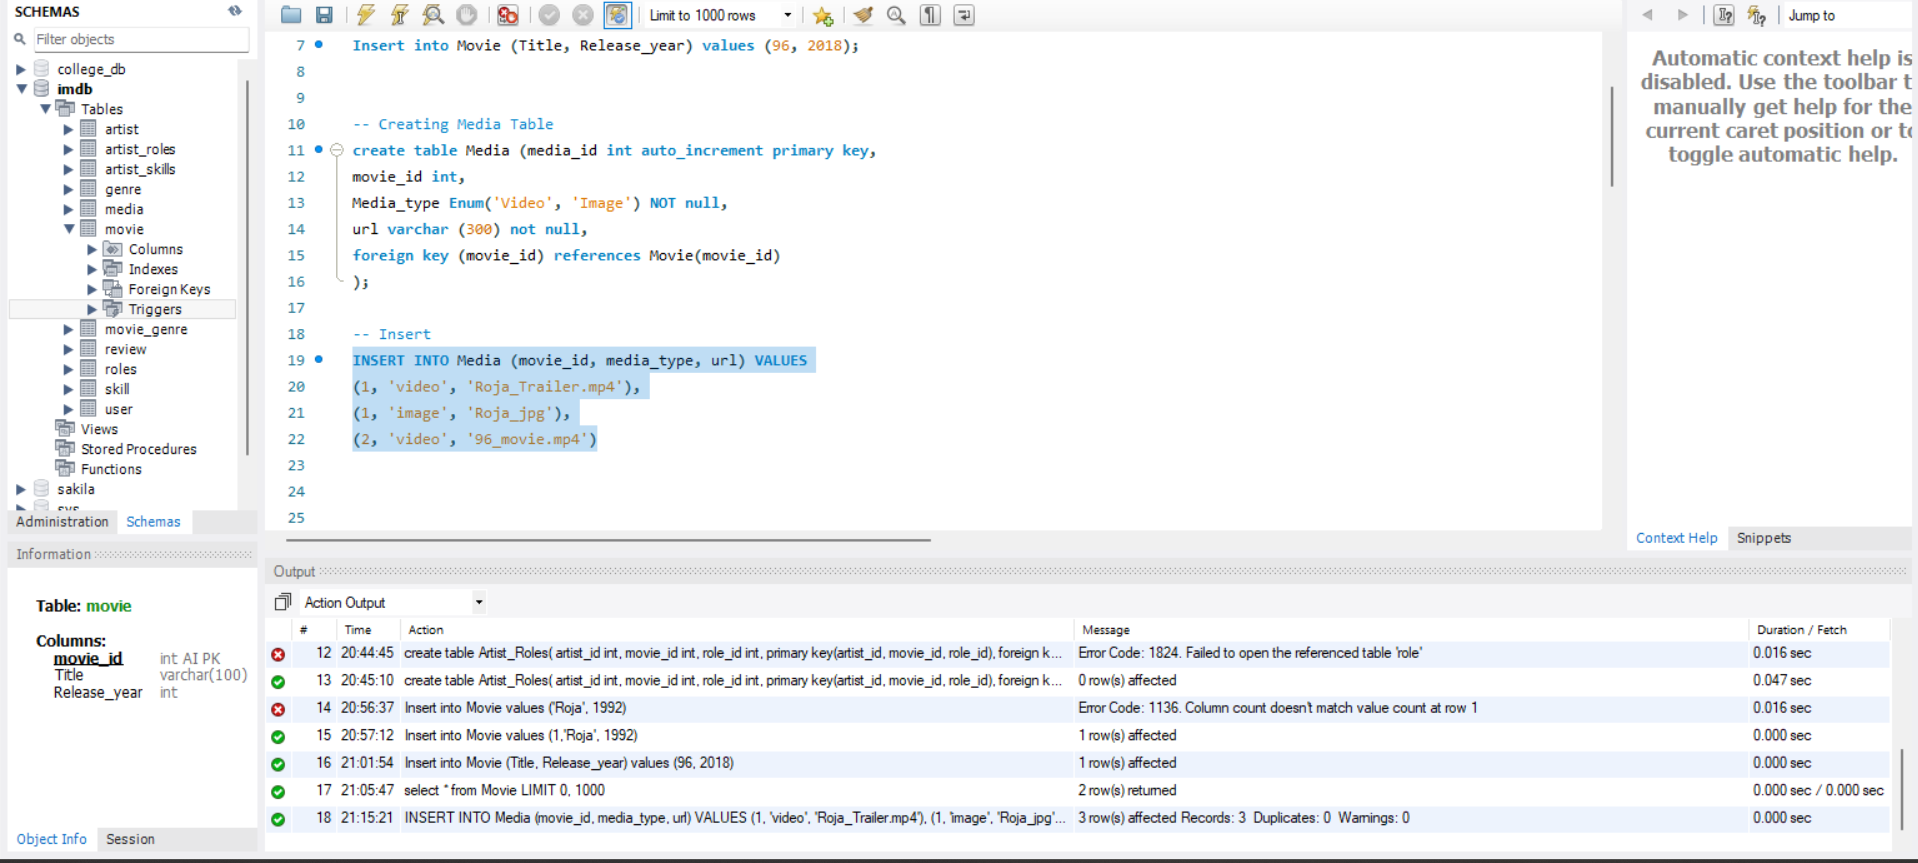 SCHEMAS
Filter objects
college_db
imdb
Tables
artist
artist_roles
artist_skills
genre
media
movie
Columns
Indexes
Foreign Keys
Triggers
movie_genre
review
roles
skill
user
Views
Stored Procedures
Functions
sakila
sys
Administration Schemas
Information
Table: movie
Columns:
movie_id int AI PK
Title varchar(100)
Release_year int
Object Info Session
Limit to 1000 rows
7 Insert into Movie (Title, Release_year) values (96, 2018);
8
9
10 -- Creating Media Table
11 create table Media (media_id int auto_increment primary key,
12 movie_id int,
13 Media_type Enum('Video', 'Image') NOT null,
14 url varchar (300) not null,
15 foreign key (movie_id) references Movie(movie_id)
16 );
17
18 -- Insert
19 INSERT INTO Media (movie_id, media_type, url) VALUES
20 (1, 'video', 'Roja_Trailer.mp4'),
21 (1, 'image', 'Roja_jpg'),
22 (2, 'video', '96_movie.mp4')
23
24
25
Jump to
Automatic context help is
disabled. Use the toolbar t
manually get help for the
current caret position or to
toggle automatic help.
Context Help Snippets
Output
Action Output
# Time Action Message Duration / Fetch
12 20:44:45 create table Artist_Roles( artist_id int, movie_id int, role_id int, primary key(artist_id, movie_id, role_id), foreign k... Error Code: 1824. Failed to open the referenced table 'role' 0.016 sec
13 20:45:10 create table Artist_Roles( artist_id int, movie_id int, role_id int, primary key(artist_id, movie_id, role_id), foreign k... 0 row(s) affected 0.047 sec
14 20:56:37 Insert into Movie values ('Roja', 1992) Error Code: 1136. Column count doesn't match value count at row 1 0.016 sec
15 20:57:12 Insert into Movie values (1,'Roja', 1992) 1 row(s) affected 0.000 sec
16 21:01:54 Insert into Movie (Title, Release_year) values (96, 2018) 1 row(s) affected 0.000 sec
17 21:05:47 select * from Movie LIMIT 0, 1000 2 row(s) returned 0.000 sec / 0.000 sec
18 21:15:21 INSERT INTO Media (movie_id, media_type, url) VALUES (1, 'video', 'Roja_Trailer.mp4'), (1, 'image', 'Roja_jpg'... 3 row(s) affected Records: 3 Duplicates: 0 Warnings: 0 0.000 sec